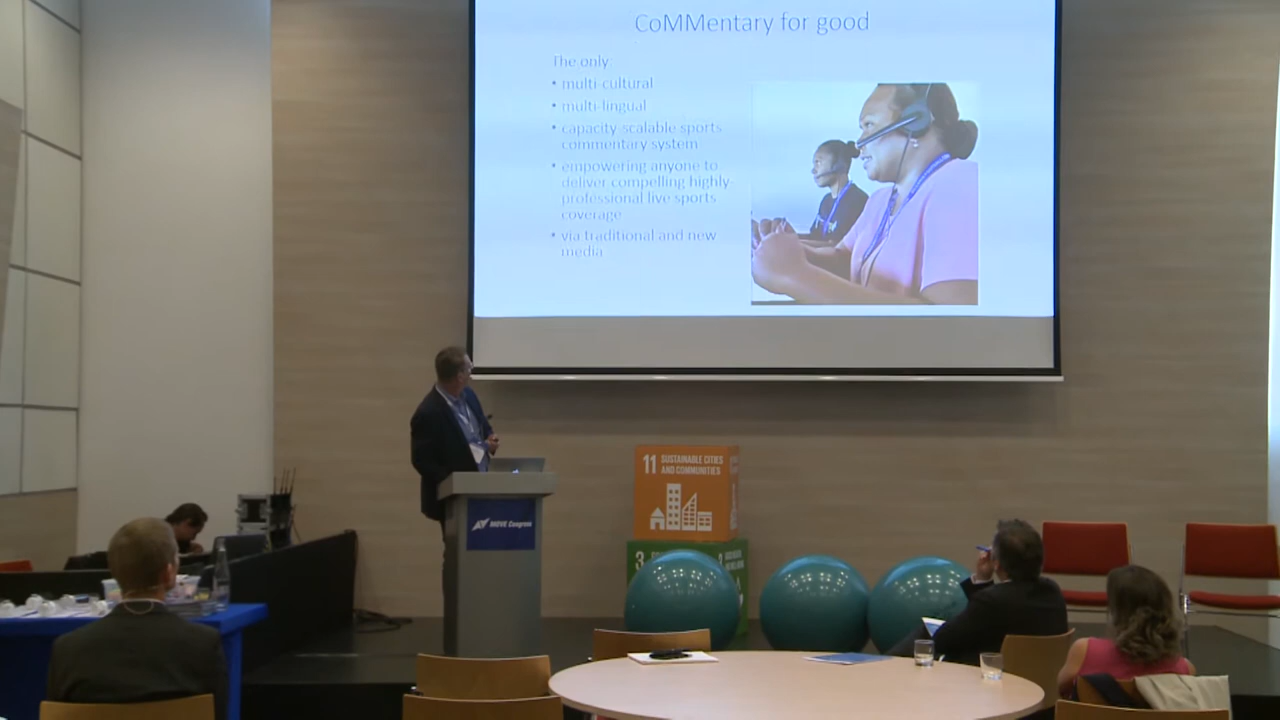 CoMMentary for good
The only
• multi-cultural
• multi-lingual
• capacity-scalable sports
commentary system
• empowering anyone to
deliver compelling highly-
professional live sports
coverage
• via traditional and new
media
11 SUSTAINABLE CITIES
AND COMMUNITIES
MOVE Congress
3